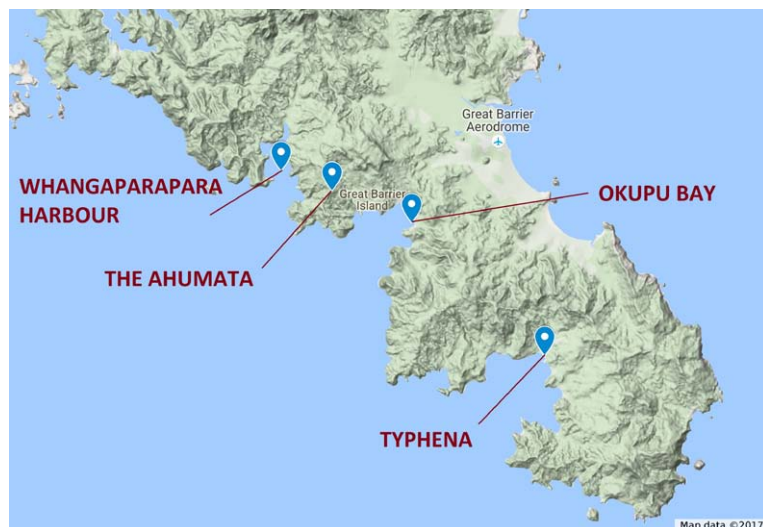 Great Barrier
Aerodrome
WHANGAPARAPARA
HARBOUR
Great Barrier
Island
OKUPU BAY
THE AHUMATA
TYPHENA
Map data ©2017